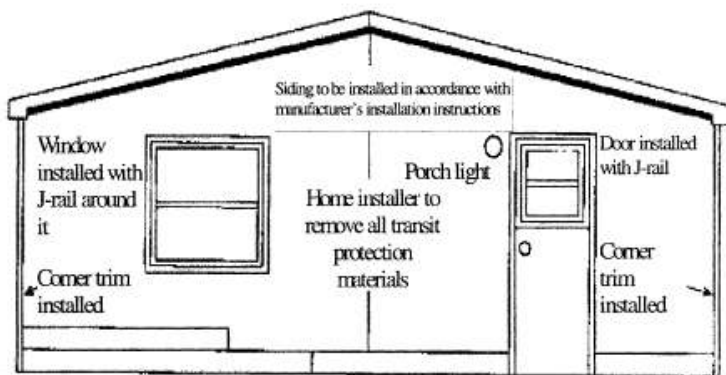 Siding to be installed in accordance with
manufacturer's installation instructions
Window
installed with
J-rail around
it
Porch light
Door installed
with J-rail
Home installer to
remove all transit
protection
materials
Corner trim
installed
Corner
trim
installed